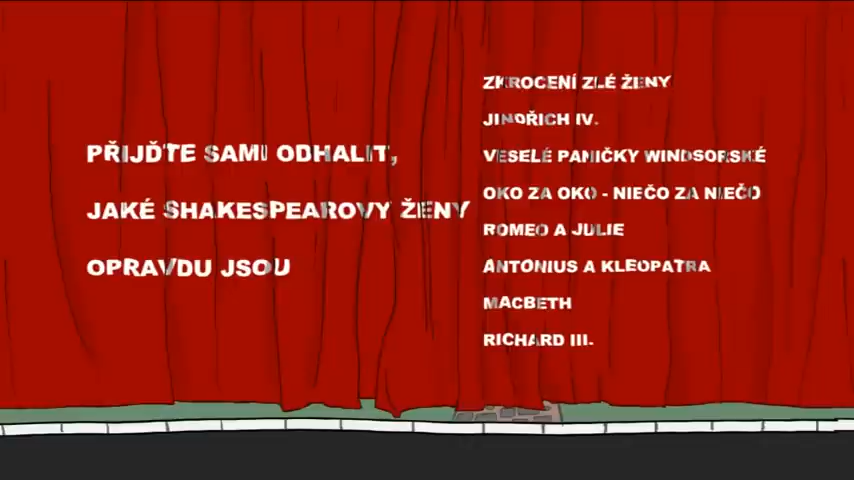 PŘIJĎTE SAMI ODHALIT,
JAKÉ SHAKESPEAROVY ŽENY
OPRAVDU JSOU
ZKROCENÍ ZLÉ ŽENY
JINDŘICH IV.
VESELÉ PANIČKY WINDSORSKÉ
OKO ZA OKO - NIEČO ZA NIEČO
ROMEO A JULIE
ANTONIUS A KLEOPATRA
MACBETH
RICHARD III.